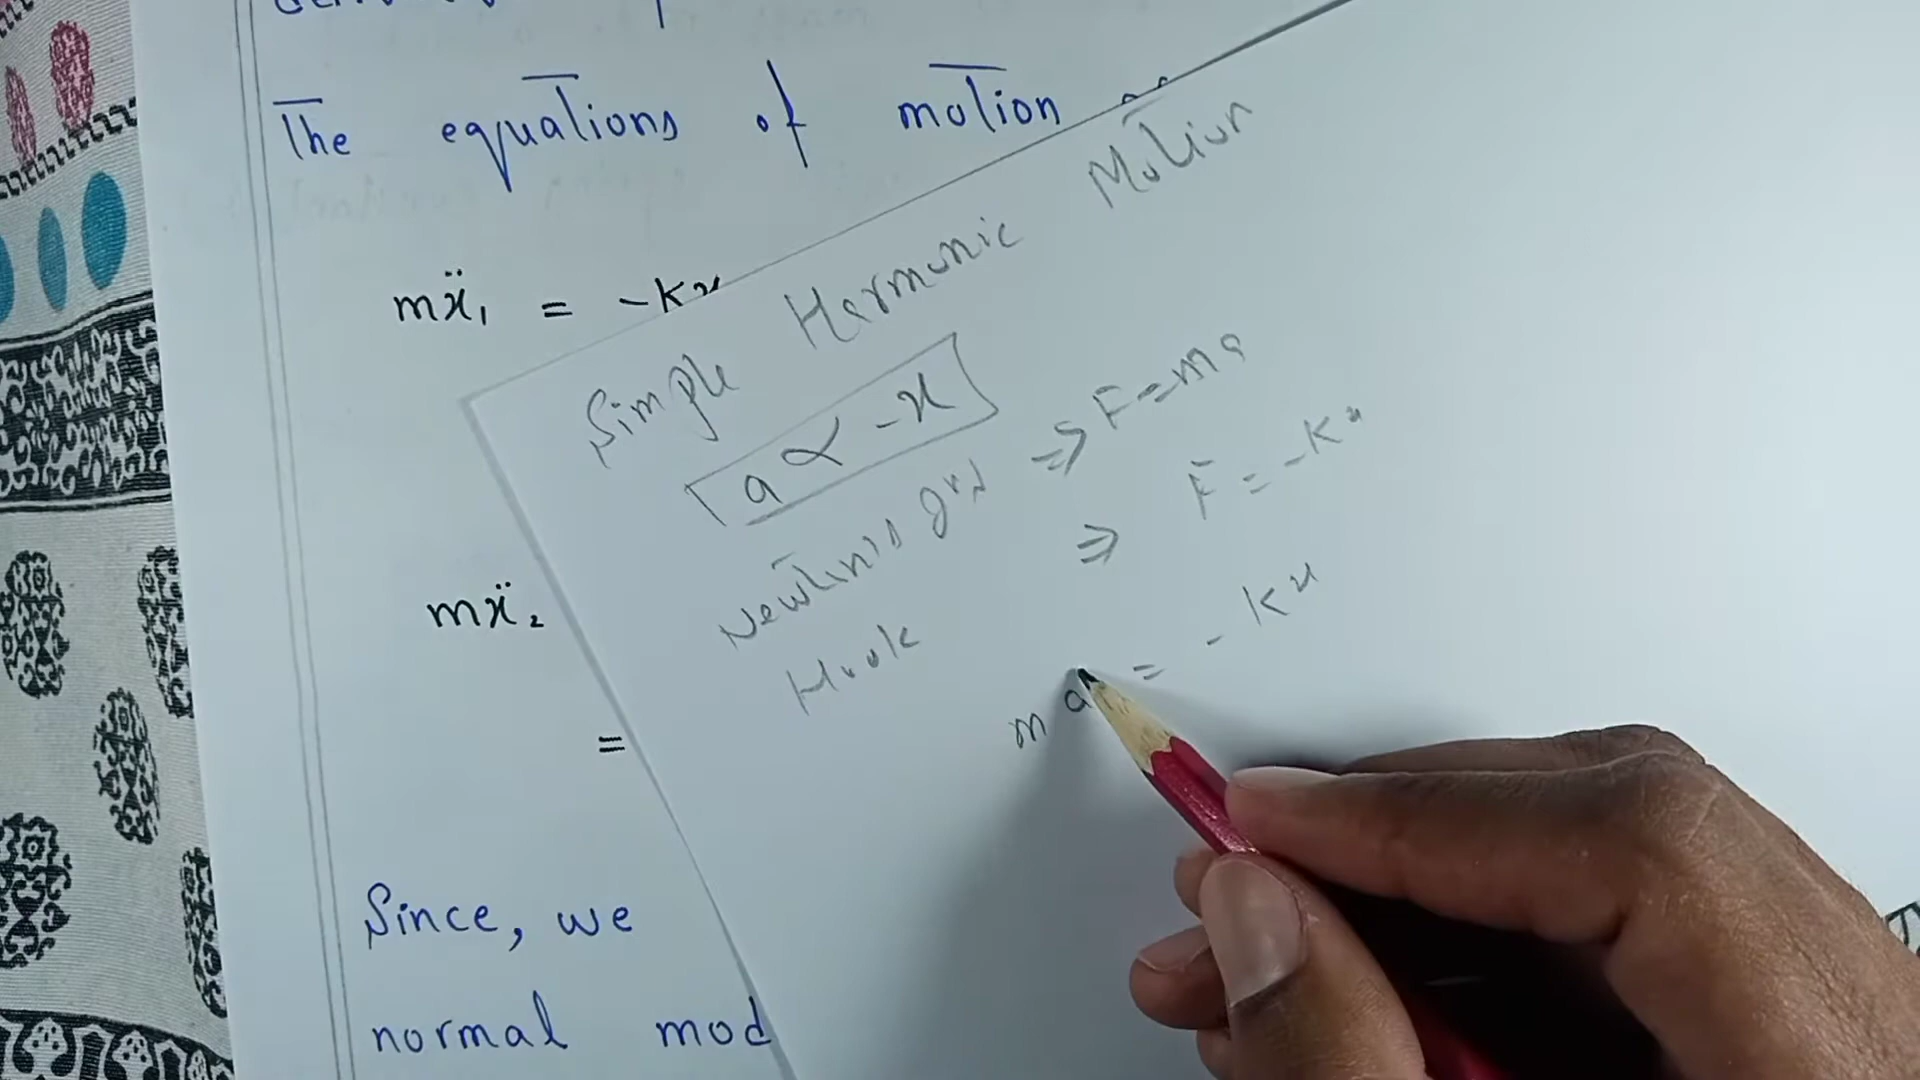 The equations of motion
mẍ₁ = -kx
mẍ₂
=
Since, we
normal mod
Simple Harmonic Motion
a ∝ -x
Newton's 2nd ⇒ F=ma
Hook ⇒ F = -kx
ma = -kx